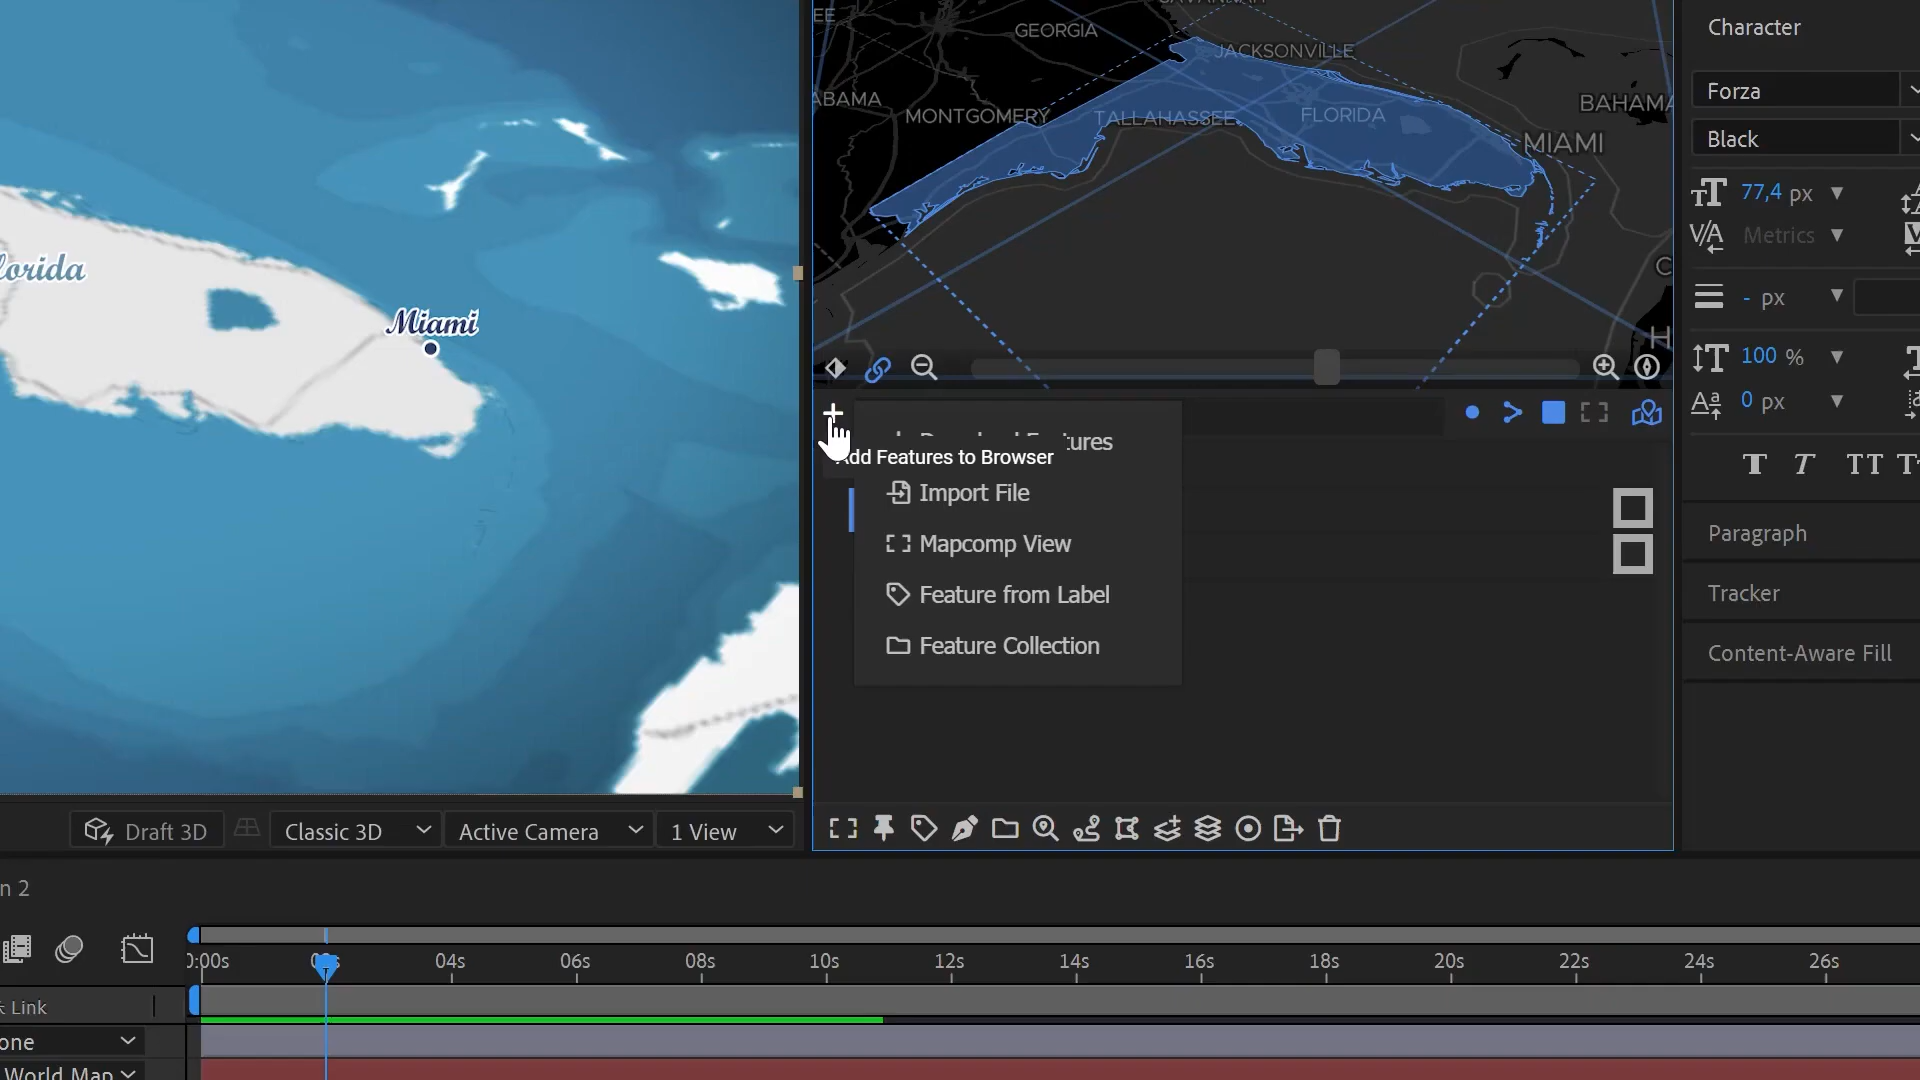 EE
SAVANNAH
GEORGIA
JACKSONVILLE
ABAMA
MONTGOMERY
TALLAHASSEE
FLORIDA
BAHAMA
MIAMI
C
H
lorida
Miami
Character
Forza
Black
77,4 px
Metrics
- px
100 %
0 px
T T TT T
Paragraph
Tracker
Content-Aware Fill
Add Features to Browser
Import File
Mapcomp View
Feature from Label
Feature Collection
Draft 3D
Classic 3D
Active Camera
1 View
n 2
0:00s
04s
06s
08s
10s
12s
14s
16s
18s
20s
22s
24s
26s
k Link
one
World Map